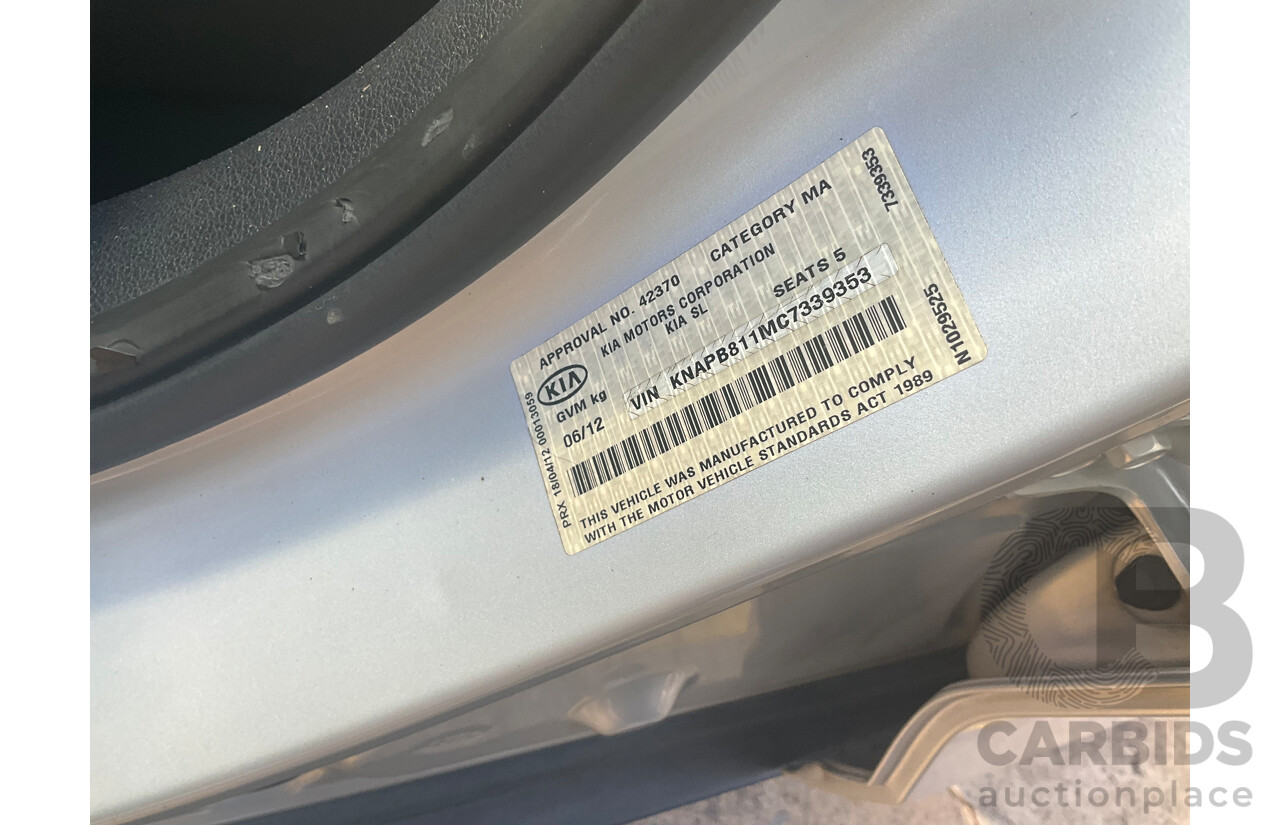 APPROVAL NO. 42370 CATEGORY MA
KIA MOTORS CORPORATION
KIA SL SEATS 5
KIA
GVM kg
VIN KNAPB811MC7339353
06/12
THIS VEHICLE WAS MANUFACTURED TO COMPLY
WITH THE MOTOR VEHICLE STANDARDS ACT 1989
PRX 18/04/12 00013059
7339353
N1029525
CB
CARBIDS
auctionplace